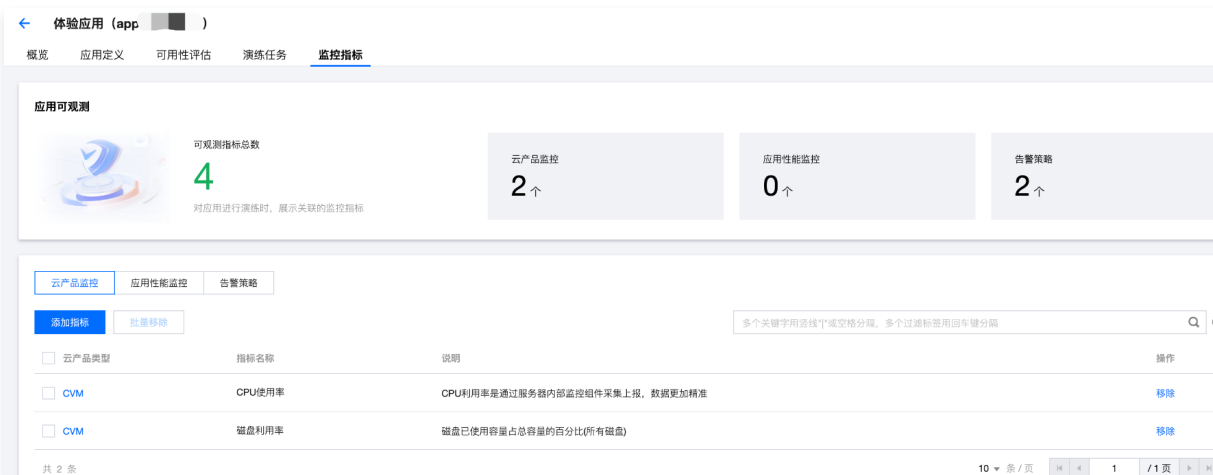 体验应用（app ）
概览 应用定义 可用性评估 演练任务 监控指标
应用可观测
可观测指标总数
4
对应用进行演练时，展示关联的监控指标
云产品监控
2 个
应用性能监控
0 个
告警策略
2 个
云产品监控 应用性能监控 告警策略
添加指标 批量移除
多个关键字用竖线"|"或空格分隔，多个过滤标签用回车键分隔
云产品类型 指标名称 说明 操作
CVM CPU使用率 CPU利用率是通过服务器内部监控组件采集上报，数据更加精准 移除
CVM 磁盘利用率 磁盘已使用容量占总容量的百分比(所有磁盘) 移除
共 2 条 10 条 / 页 1 / 1 页